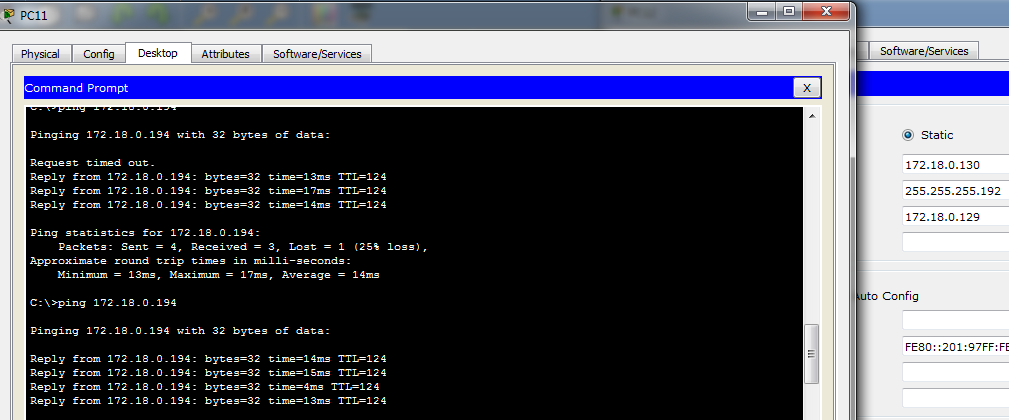 PC11
Physical
Config
Desktop
Attributes
Software/Services
Software/Services
Command Prompt
X
C:\>ping 172.18.0.194
Pinging 172.18.0.194 with 32 bytes of data:
Request timed out.
Reply from 172.18.0.194: bytes=32 time=13ms TTL=124
Reply from 172.18.0.194: bytes=32 time=17ms TTL=124
Reply from 172.18.0.194: bytes=32 time=14ms TTL=124
Ping statistics for 172.18.0.194:
Packets: Sent = 4, Received = 3, Lost = 1 (25% loss),
Approximate round trip times in milli-seconds:
Minimum = 13ms, Maximum = 17ms, Average = 14ms
C:\>ping 172.18.0.194
Pinging 172.18.0.194 with 32 bytes of data:
Reply from 172.18.0.194: bytes=32 time=14ms TTL=124
Reply from 172.18.0.194: bytes=32 time=15ms TTL=124
Reply from 172.18.0.194: bytes=32 time=4ms TTL=124
Reply from 172.18.0.194: bytes=32 time=13ms TTL=124
Static
172.18.0.130
255.255.255.192
172.18.0.129
Auto Config
FE80::201:97FF:FE